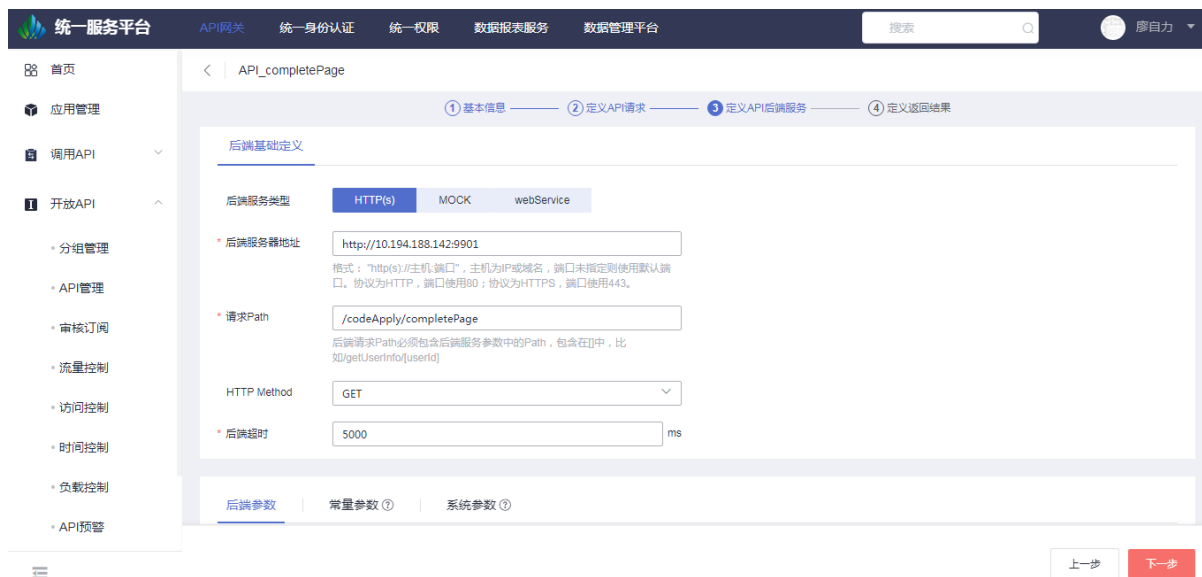 统一服务平台 API网关 统一身份认证 统一权限 数据报表服务 数据管理平台 搜索 廖自力
首页
应用管理
调用API
开放API
分组管理
API管理
审核订阅
流量控制
访问控制
时间控制
负载控制
API预警
API_completePage
1 基本信息 2 定义API请求 3 定义API后端服务 4 定义返回结果
后端基础定义
后端服务类型 HTTP(s) MOCK webService
* 后端服务器地址 http://10.194.188.142:9901
格式： "http(s)://主机:端口"，主机为IP或域名，端口未指定则使用默认端
口。协议为HTTP，端口使用80；协议为HTTPS，端口使用443。
* 请求Path /codeApply/completePage
后端请求Path必须包含后端服务参数中的Path，包含在[]中，比
如/getUserInfo/[userId]
HTTP Method GET
* 后端超时 5000 ms
后端参数 常量参数 ? 系统参数 ?
上一步 下一步